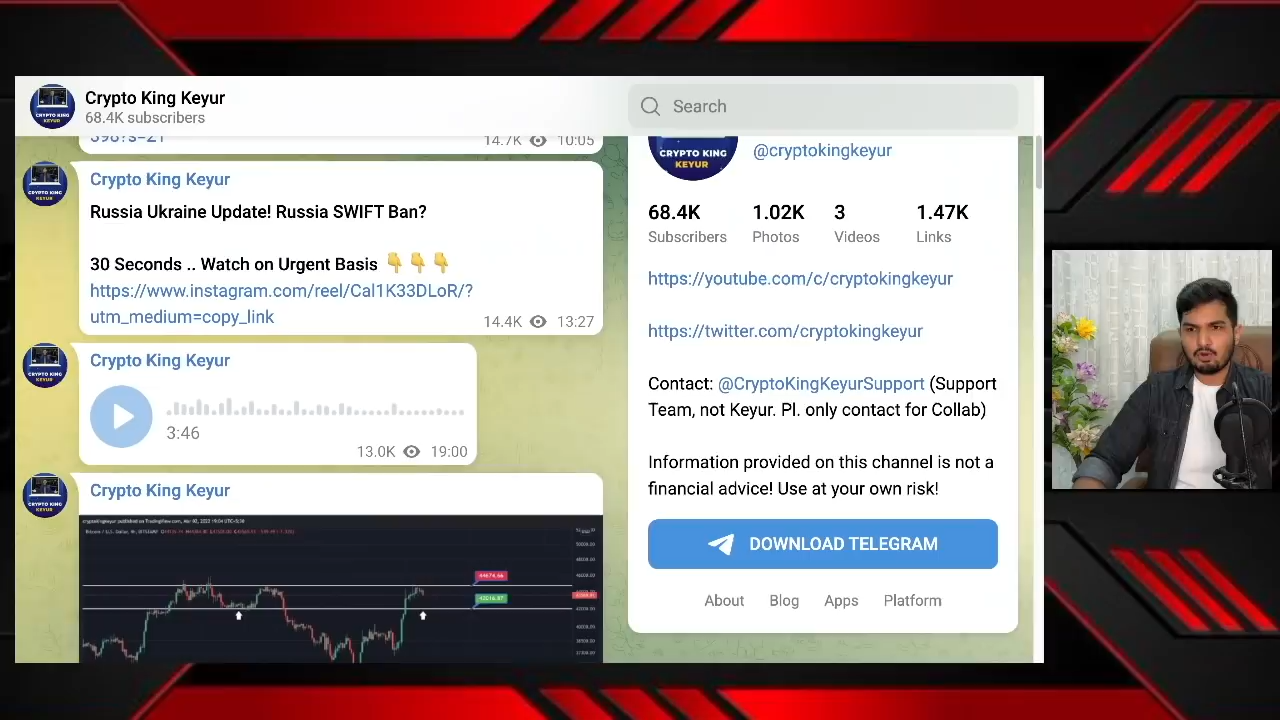 Crypto King Keyur
68.4K subscribers
Search
14.7K 10:05
Crypto King Keyur
Russia Ukraine Update! Russia SWIFT Ban?
30 Seconds .. Watch on Urgent Basis 👇👇👇
https://www.instagram.com/reel/Cal1K33DLoR/?
utm_medium=copy_link
14.4K 13:27
Crypto King Keyur
3:46
13.0K 19:00
Crypto King Keyur
44674.66
CRYPTO KING
KEYUR
@cryptokingkeyur
68.4K 1.02K 3 1.47K
Subscribers Photos Videos Links
https://youtube.com/c/cryptokingkeyur
https://twitter.com/cryptokingkeyur
Contact: @CryptoKingKeyurSupport (Support
Team, not Keyur. Pl. only contact for Collab)
Information provided on this channel is not a
financial advice! Use at your own risk!
DOWNLOAD TELEGRAM
About Blog Apps Platform